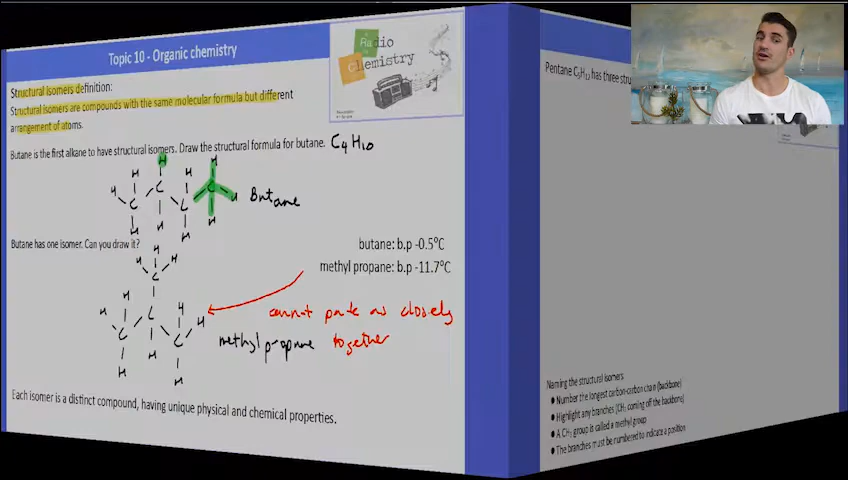 Topic 10 - Organic chemistry
Radio
Chemistry
Structural isomers definition:
Structural isomers are compounds with the same molecular formula but different
arrangement of atoms.
Butane is the first alkane to have structural isomers. Draw the structural formula for butane. C4H10
H
H
H
H
H
C
C
H
C
C
H
Butane
H
H
H
H
Butane has one isomer. Can you draw it?
H
H
H
C
butane: b.p -0.5°C
methyl propane: b.p -11.7°C
H
H
C
H
H
cannot pack as closely
C
H
C
methyl propane together
H
H
Each isomer is a distinct compound, having unique physical and chemical properties.
Pentane C5H12 has three stru
Naming the structural isomers:
• Number the longest carbon-carbon chain (backbone)
• Highlight any branches (CH3 coming off the backbone)
• A CH3 group is called a methyl group
• The branches must be numbered to indicate a position